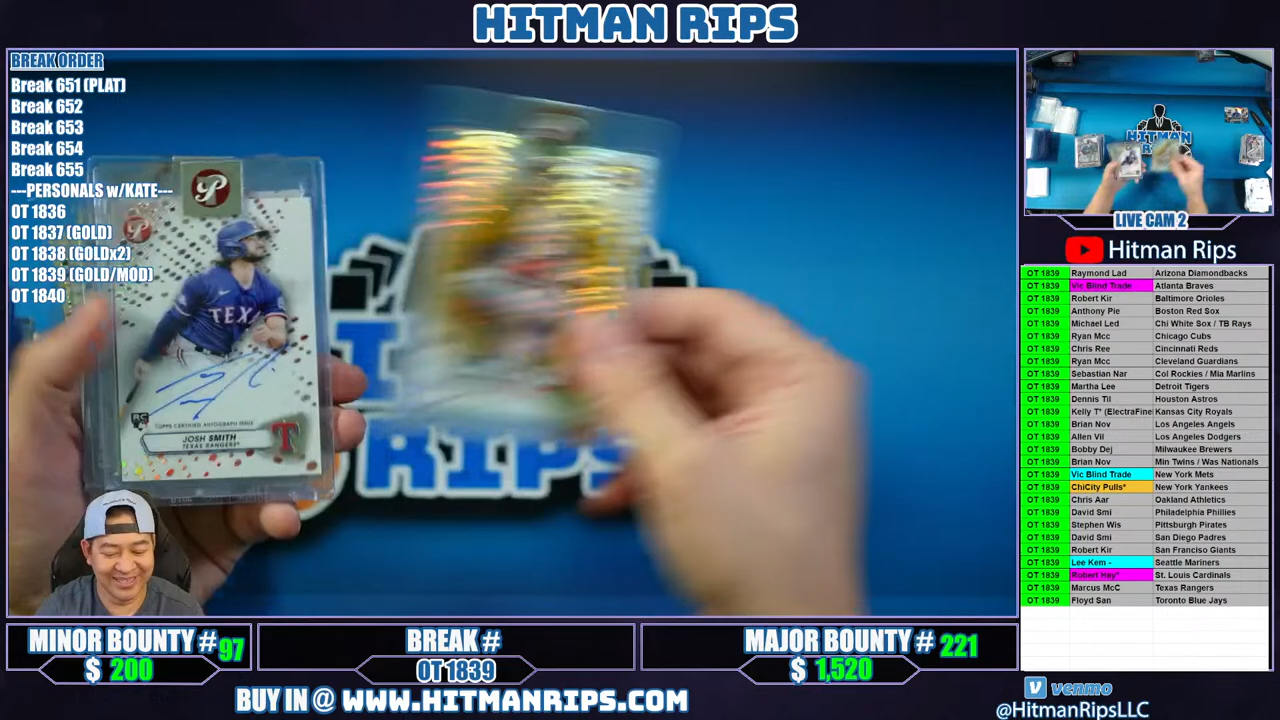 HITMAN RIPS
BREAK ORDER
Break 651 (PLAT)
Break 652
Break 653
Break 654
Break 655
---PERSONALS w/KATE---
OT 1836
OT 1837 (GOLD)
OT 1838 (GOLDx2)
OT 1839 (GOLD/MOD)
OT 1840
P
TEXAS
RC
TOPPS CERTIFIED AUTOGRAPH ISSUE
JOSH SMITH
TEXAS RANGERS
T
RIPS
HITMAN
LIVE CAM 2
Hitman Rips
OT 1839 Raymond Lad Arizona Diamondbacks
OT 1839 Vic Blind Trade Atlanta Braves
OT 1839 Robert Kir Baltimore Orioles
OT 1839 Anthony Pie Boston Red Sox
OT 1839 Michael Led Chi White Sox / TB Rays
OT 1839 Ryan Mcc Chicago Cubs
OT 1839 Chris Ree Cincinnati Reds
OT 1839 Ryan Mcc Cleveland Guardians
OT 1839 Sebastian Nar Col Rockies / Mia Marlins
OT 1839 Martha Lee Detroit Tigers
OT 1839 Dennis Til Houston Astros
OT 1839 Kelly T* (ElectraFine Kansas City Royals
OT 1839 Brian Nov Los Angeles Angels
OT 1839 Allen Vil Los Angeles Dodgers
OT 1839 Bobby Dej Milwaukee Brewers
OT 1839 Brian Nov Min Twins / Was Nationals
OT 1839 Vic Blind Trade New York Mets
OT 1839 ChiCity Pulls* New York Yankees
OT 1839 Chris Aar Oakland Athletics
OT 1839 David Smi Philadelphia Phillies
OT 1839 Stephen Wis Pittsburgh Pirates
OT 1839 David Smi San Diego Padres
OT 1839 Robert Kir San Franciso Giants
OT 1839 Lee Kem - Seattle Mariners
OT 1839 Robert Hay* St. Louis Cardinals
OT 1839 Marcus McC Texas Rangers
OT 1839 Floyd San Toronto Blue Jays
MINOR BOUNTY # 97
$ 200
BREAK #
OT 1839
MAJOR BOUNTY # 221
$ 1,520
BUY IN @ WWW.HITMANRIPS.COM
venmo
@HitmanRipsLLC